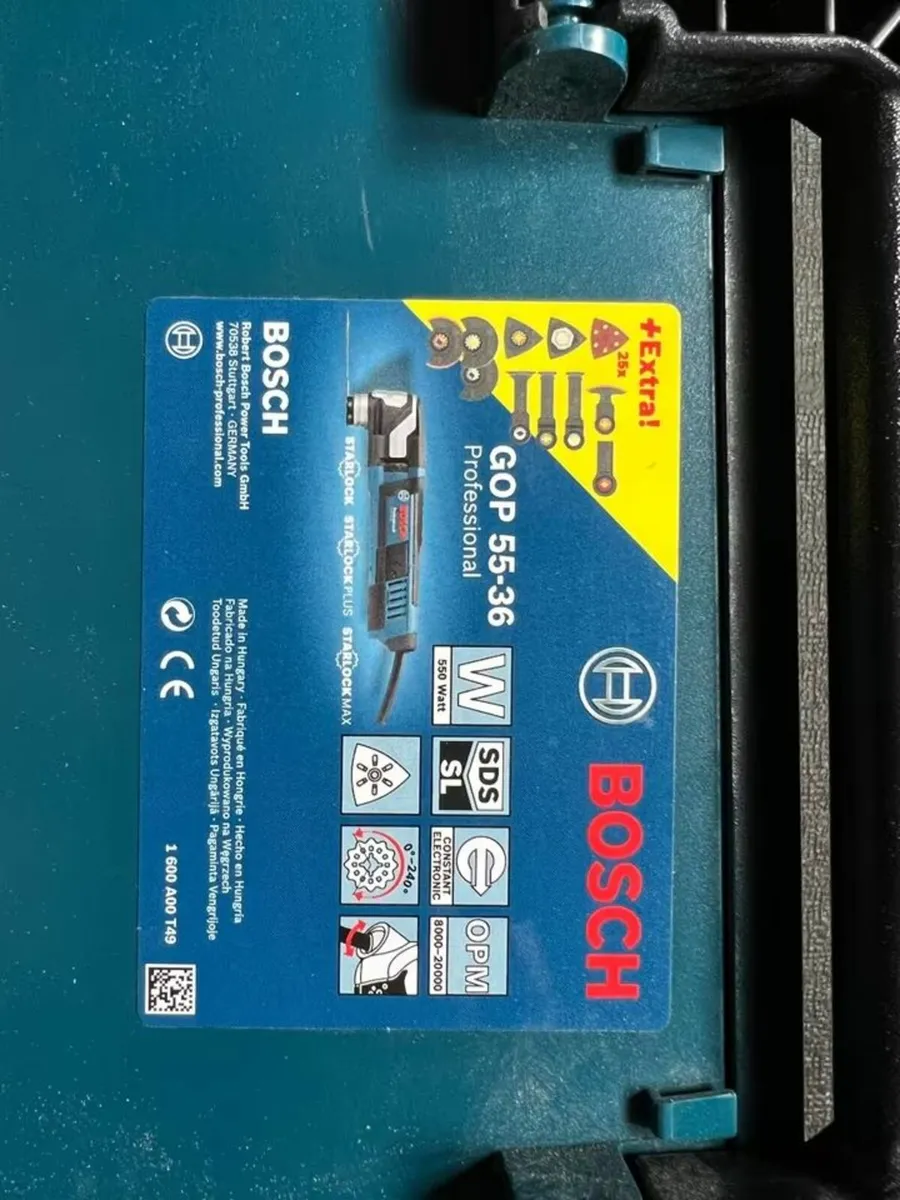 +Extra!
25x
BOSCH
GOP 55-36
Professional
W
550 Watt
SDS
SL
CONSTANT
ELECTRONIC
OPM
8000–20000
0°–240°
BOSCH
STARLOCK STARLOCKPLUS STARLOCKMAX
BOSCH
Robert Bosch Power Tools GmbH
70538 Stuttgart · GERMANY
www.bosch-professional.com
Made in Hungary · Fabriqué en Hongrie · Hecho en Hungria
Fabricado na Hungria · Wyprodukowano na Węgrzech
Toodetud Ungaris · Izgatavots Ungārijā · Pagaminta Vengrijoje
CE
1 600 A00 T49